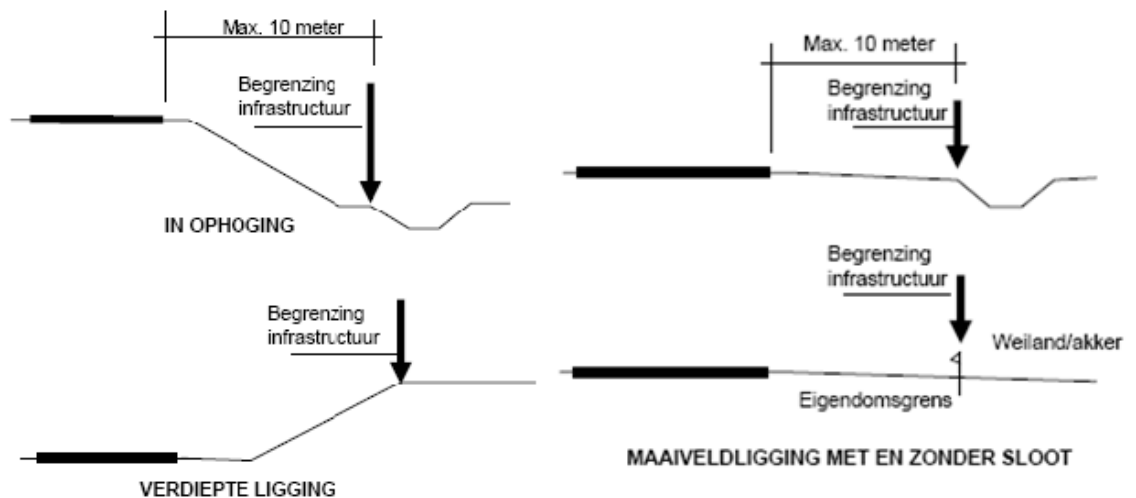 Max. 10 meter
Begrenzing
infrastructuur
IN OPHOGING
Begrenzing
infrastructuur
VERDIEPTE LIGGING
Max. 10 meter
Begrenzing
infrastructuur
Begrenzing
infrastructuur
Weiland/akker
Eigendomsgrens
MAAIVELDLIGGING MET EN ZONDER SLOOT